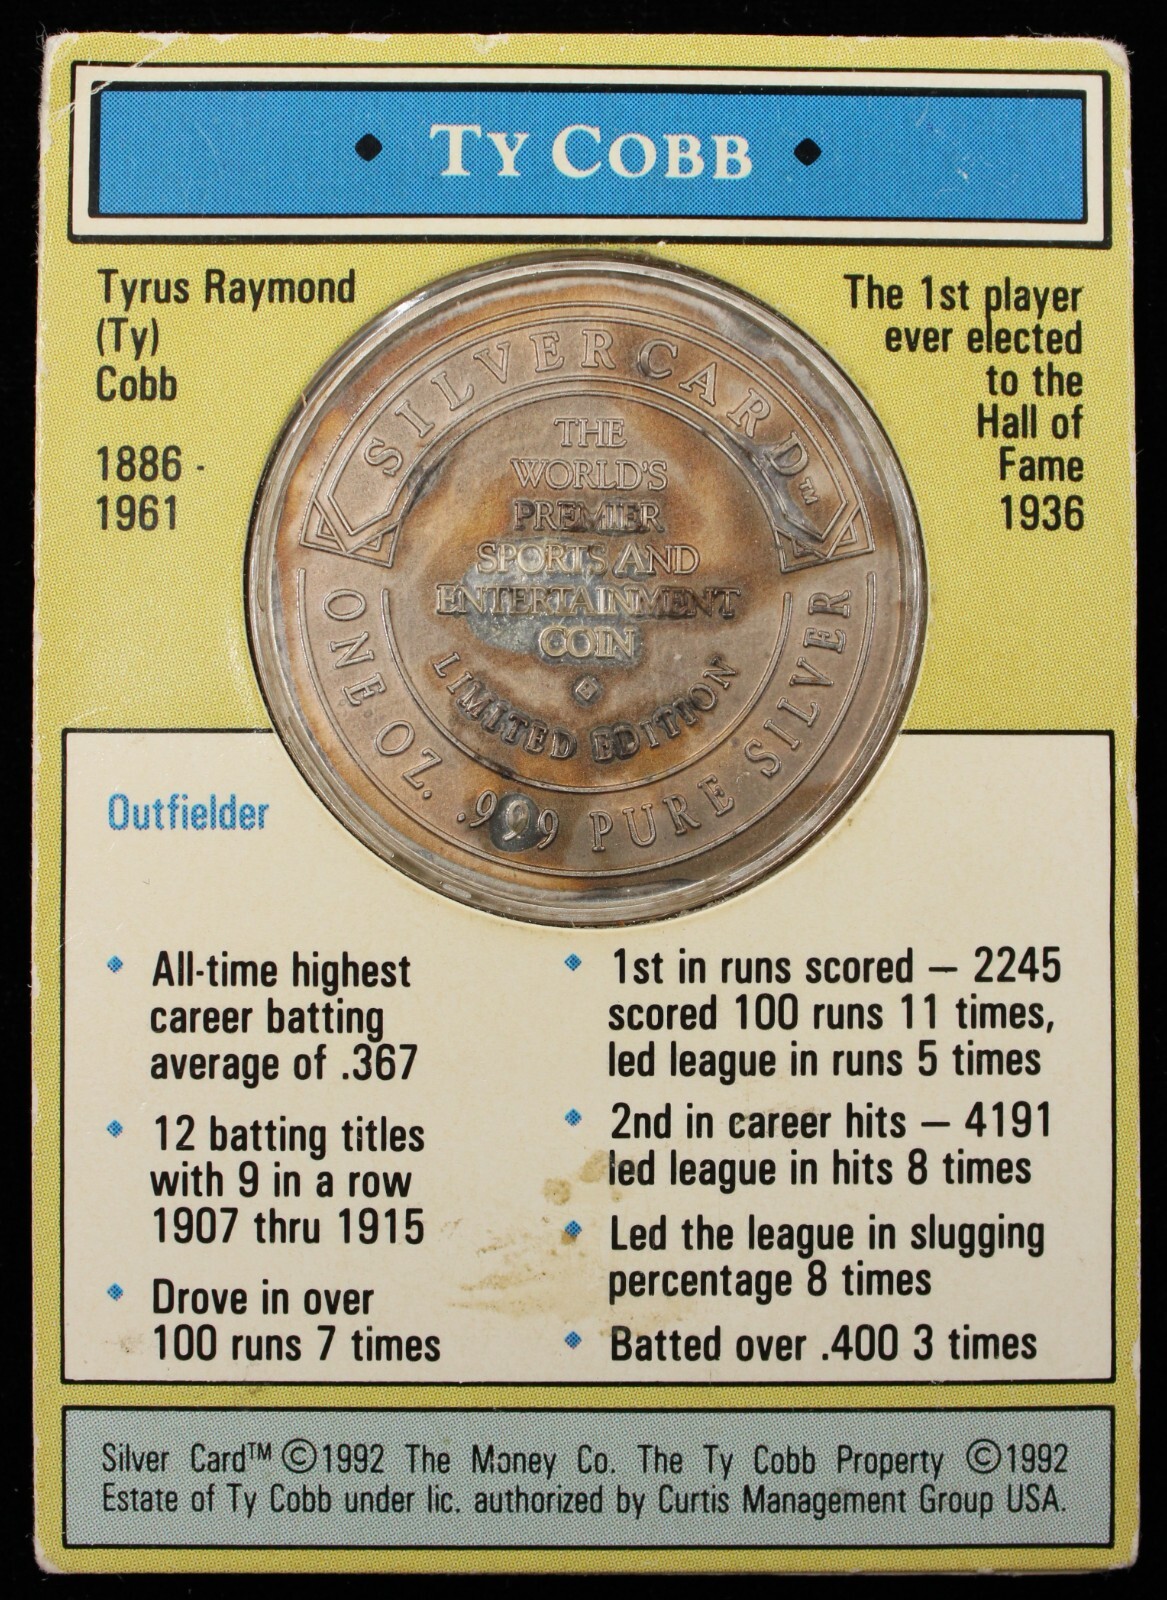 TY COBB
Tyrus Raymond
(Ty)
Cobb
1886 -
1961
The 1st player
ever elected
to the
Hall of
Fame
1936
SILVERCARD™
THE
WORLD'S
PREMIER
SPORTS AND
ENTERTAINMENT
COIN
LIMITED EDITION
ONE OZ. .999 PURE SILVER
Outfielder
All-time highest
career batting
average of .367
12 batting titles
with 9 in a row
1907 thru 1915
Drove in over
100 runs 7 times
1st in runs scored — 2245
scored 100 runs 11 times,
led league in runs 5 times
2nd in career hits — 4191
led league in hits 8 times
Led the league in slugging
percentage 8 times
Batted over .400 3 times
Silver Card™ ©1992 The Money Co. The Ty Cobb Property ©1992
Estate of Ty Cobb under lic. authorized by Curtis Management Group USA.